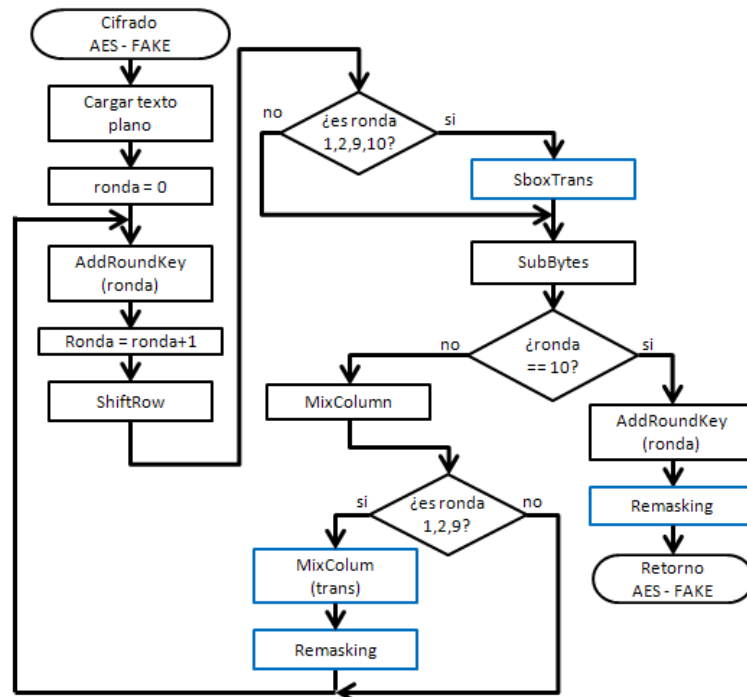 Cifrado
AES - FAKE
Cargar texto
plano
ronda = 0
AddRoundKey
(ronda)
Ronda = ronda+1
ShiftRow
¿es ronda
1,2,9,10?
no
si
SboxTrans
SubBytes
¿ronda
== 10?
no
si
MixColumn
¿es ronda
1,2,9?
si
no
MixColum
(trans)
Remasking
AddRoundKey
(ronda)
Remasking
Retorno
AES - FAKE